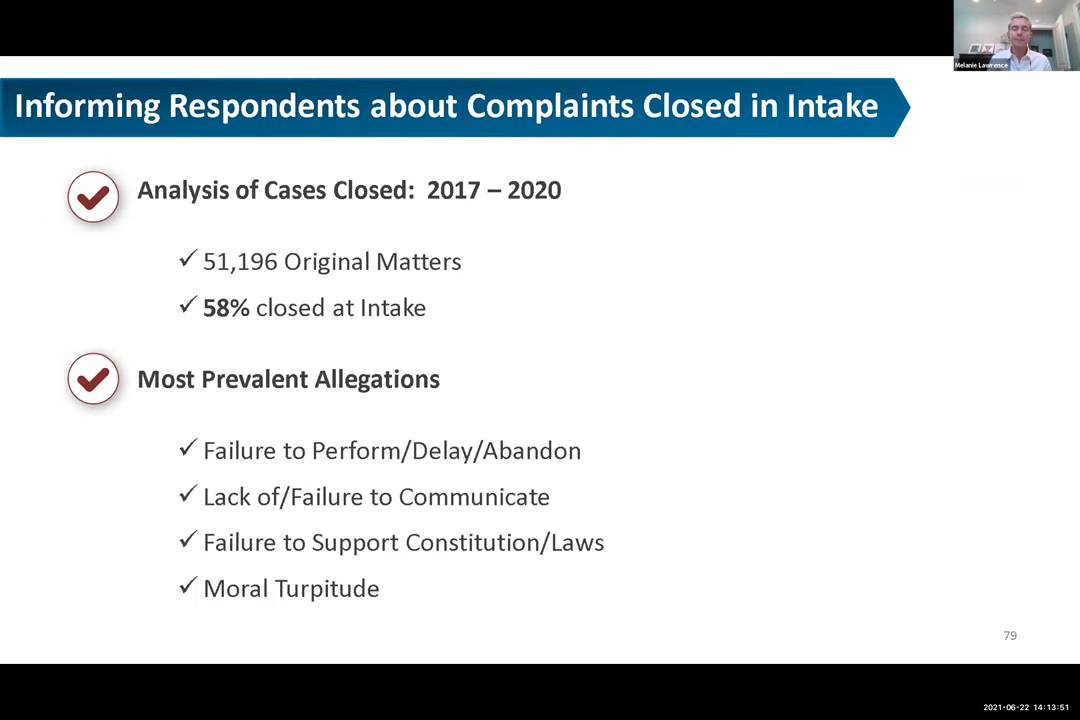 Melanie Lawrence
Informing Respondents about Complaints Closed in Intake
Analysis of Cases Closed: 2017 – 2020
51,196 Original Matters
58% closed at Intake
Most Prevalent Allegations
Failure to Perform/Delay/Abandon
Lack of/Failure to Communicate
Failure to Support Constitution/Laws
Moral Turpitude
79
2021-06-22 14:13:51